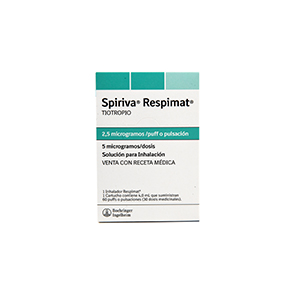 Spiriva® Respimat®
TIOTROPIO
2,5 microgramos /puff o pulsación
5 microgramos/dosis
Solución para Inhalación
VENTA CON RECETA MÉDICA
1 Inhalador Respimat®
1 Cartucho contiene 4,0 mL que suministran
60 puffs o pulsaciones (30 dosis medicinales).
Boehringer
Ingelheim